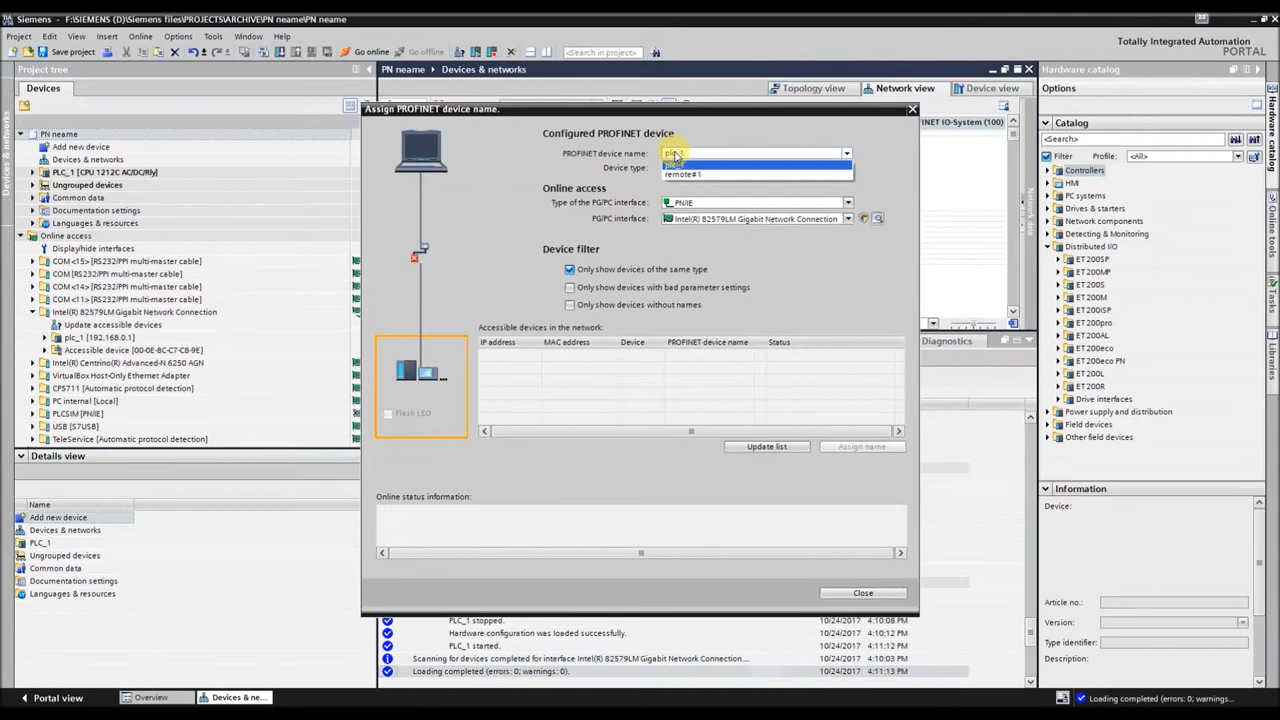 Siemens - F:\SIEMENS (D)\Siemens files\PROJECTS\ARCHIVE\PN neame\PN neame
Project Edit View Insert Online Options Tools Window Help
Save project
Go online
Go offline
<Search in project>
Totally Integrated Automation
PORTAL
Project tree
Devices
PN neame
Add new device
Devices & networks
PLC_1 [CPU 1212C AC/DC/Rly]
Ungrouped devices
Common data
Documentation settings
Languages & resources
Online access
Display/hide interfaces
COM <15> [RS232/PPI multi-master cable]
COM [RS232/PPI multi-master cable]
COM <14> [RS232/PPI multi-master cable]
COM <11> [RS232/PPI multi-master cable]
Intel(R) 82579LM Gigabit Network Connection
Update accessible devices
plc_1 [192.168.0.1]
Accessible device [00-0E-8C-C7-C8-9E]
Intel(R) Centrino(R) Advanced-N 6250 AGN
VirtualBox Host-Only Ethernet Adapter
CP5711 [Automatic protocol detection]
PC internal [Local]
PLCSIM [PN/IE]
USB [S7USB]
TeleService [Automatic protocol detection]
Details view
Name
Add new device
Devices & networks
PLC_1
Ungrouped devices
Common data
Documentation settings
Languages & resources
Devices & networks
PN neame
Devices & networks
Topology view
Network view
Device view
INET IO-System (100)
Network data
Assign PROFINET device name.
Configured PROFINET device
PROFINET device name:
Device type:
remote#1
Online access
Type of the PG/PC interface: PN/IE
PG/PC interface: Intel(R) 82579LM Gigabit Network Connection
Device filter
Only show devices of the same type
Only show devices with bad parameter settings
Only show devices without names
Accessible devices in the network:
IP address MAC address Device PROFINET device name Status
Flash LED
Update list
Assign name
Online status information:
Close
Diagnostics
PLC_1 stopped. 10/24/2017 4:10:08 PM
Hardware configuration was loaded successfully. 10/24/2017 4:10:12 PM
PLC_1 started. 10/24/2017 4:11:13 PM
Scanning for devices completed for interface Intel(R) 82579LM Gigabit Network Connection.... 10/24/2017 4:10:03 PM
Loading completed (errors: 0; warnings: 0). 10/24/2017 4:11:13 PM
Hardware catalog
Options
Catalog
<Search>
Filter Profile: <All>
Controllers
HMI
PC systems
Drives & starters
Network components
Detecting & Monitoring
Distributed I/O
ET 200SP
ET 200MP
ET 200S
ET 200M
ET 200iSP
ET 200pro
ET 200AL
ET 200eco
ET 200eco PN
ET 200L
ET 200R
Drive interfaces
Power supply and distribution
Field devices
Other field devices
Information
Device:
Article no.:
Version:
Type identifier:
Description:
Hardware catalog
Online Tools
Tasks
Libraries
Portal view
Overview
Devices & ne...
Loading completed (errors: 0; warnings...